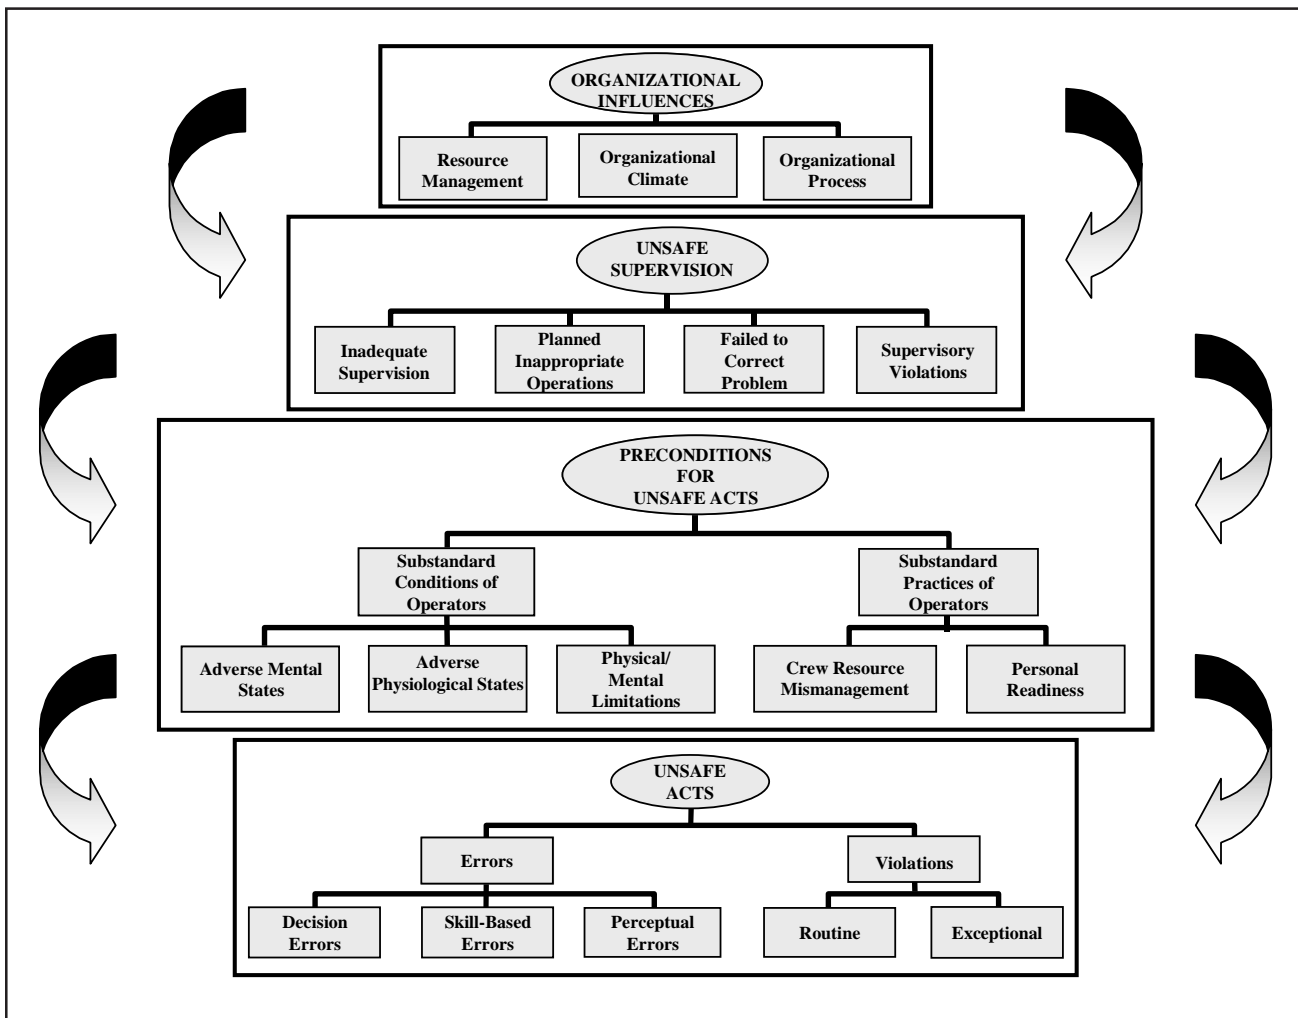 ORGANIZATIONAL
INFLUENCES
Resource
Management
Organizational
Climate
Organizational
Process
UNSAFE
SUPERVISION
Inadequate
Supervision
Planned
Inappropriate
Operations
Failed to
Correct
Problem
Supervisory
Violations
PRECONDITIONS
FOR
UNSAFE ACTS
Substandard
Conditions of
Operators
Substandard
Practices of
Operators
Adverse Mental
States
Adverse
Physiological States
Physical/
Mental
Limitations
Crew Resource
Mismanagement
Personal
Readiness
UNSAFE
ACTS
Errors
Violations
Decision
Errors
Skill-Based
Errors
Perceptual
Errors
Routine
Exceptional